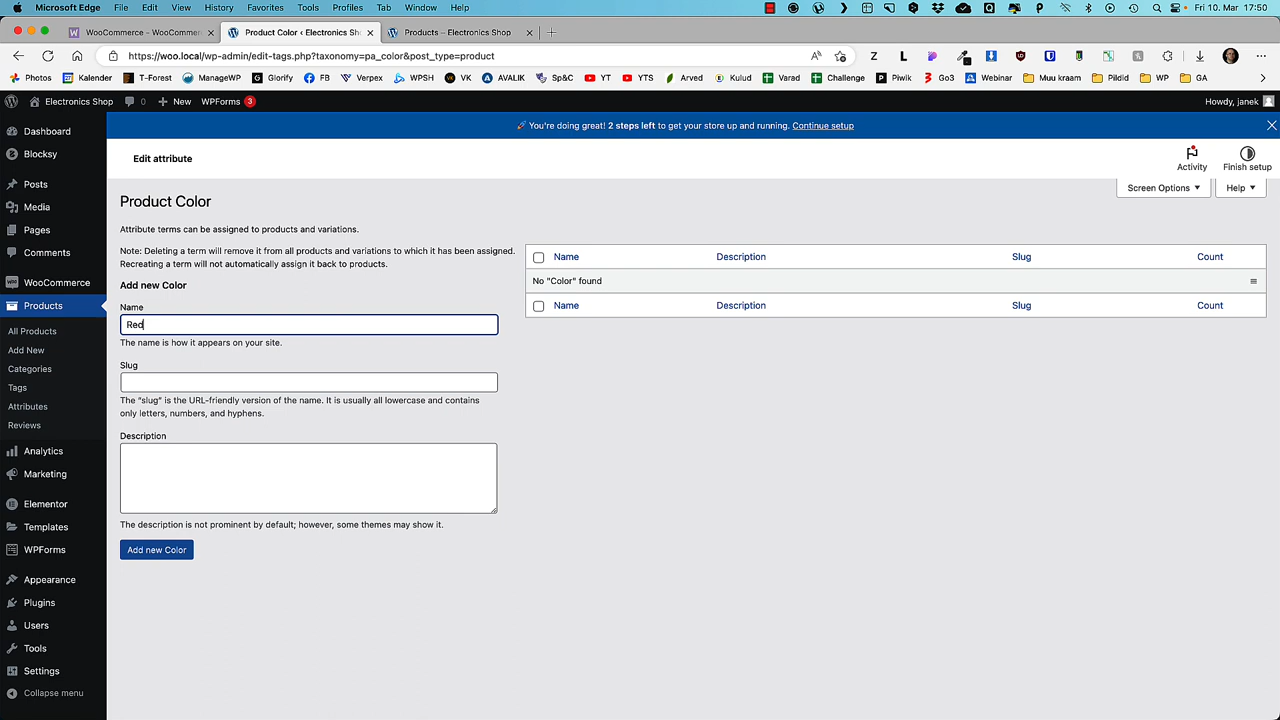 Microsoft Edge File Edit View History Favorites Tools Profiles Tab Window Help Fri 10. Mar 17:50
WooCommerce ‹ WooCommerc Product Color ‹ Electronics Sh Products – Electronics Shop
https://woo.local/wp-admin/edit-tags.php?taxonomy=pa_color&post_type=product
Photos Kalender T-Forest ManageWP Glorify FB Verpex WPSH VK AVALIK Sp&C YT YTS Arved Kulud Varad Challenge Piwik GoS Webinar Muu kraam Pildid WP GA
Electronics Shop 0 New WPForms 3 Howdy, janek
🚀 You're doing great! 2 steps left to get your store up and running. Continue setup
Dashboard
Blocksy
Posts
Media
Pages
Comments
WooCommerce
Products
All Products
Add New
Categories
Tags
Attributes
Reviews
Analytics
Marketing
Elementor
Templates
WPForms
Appearance
Plugins
Users
Tools
Settings
Collapse menu
Edit attribute
Activity
Finish setup
Screen Options ▼ Help ▼
Product Color
Attribute terms can be assigned to products and variations.
Note: Deleting a term will remove it from all products and variations to which it has been assigned.
Recreating a term will not automatically assign it back to products.
Add new Color
Name
Red
The name is how it appears on your site.
Slug
The “slug” is the URL-friendly version of the name. It is usually all lowercase and contains
only letters, numbers, and hyphens.
Description
The description is not prominent by default; however, some themes may show it.
Add new Color
Name Description Slug Count
No "Color" found
Name Description Slug Count